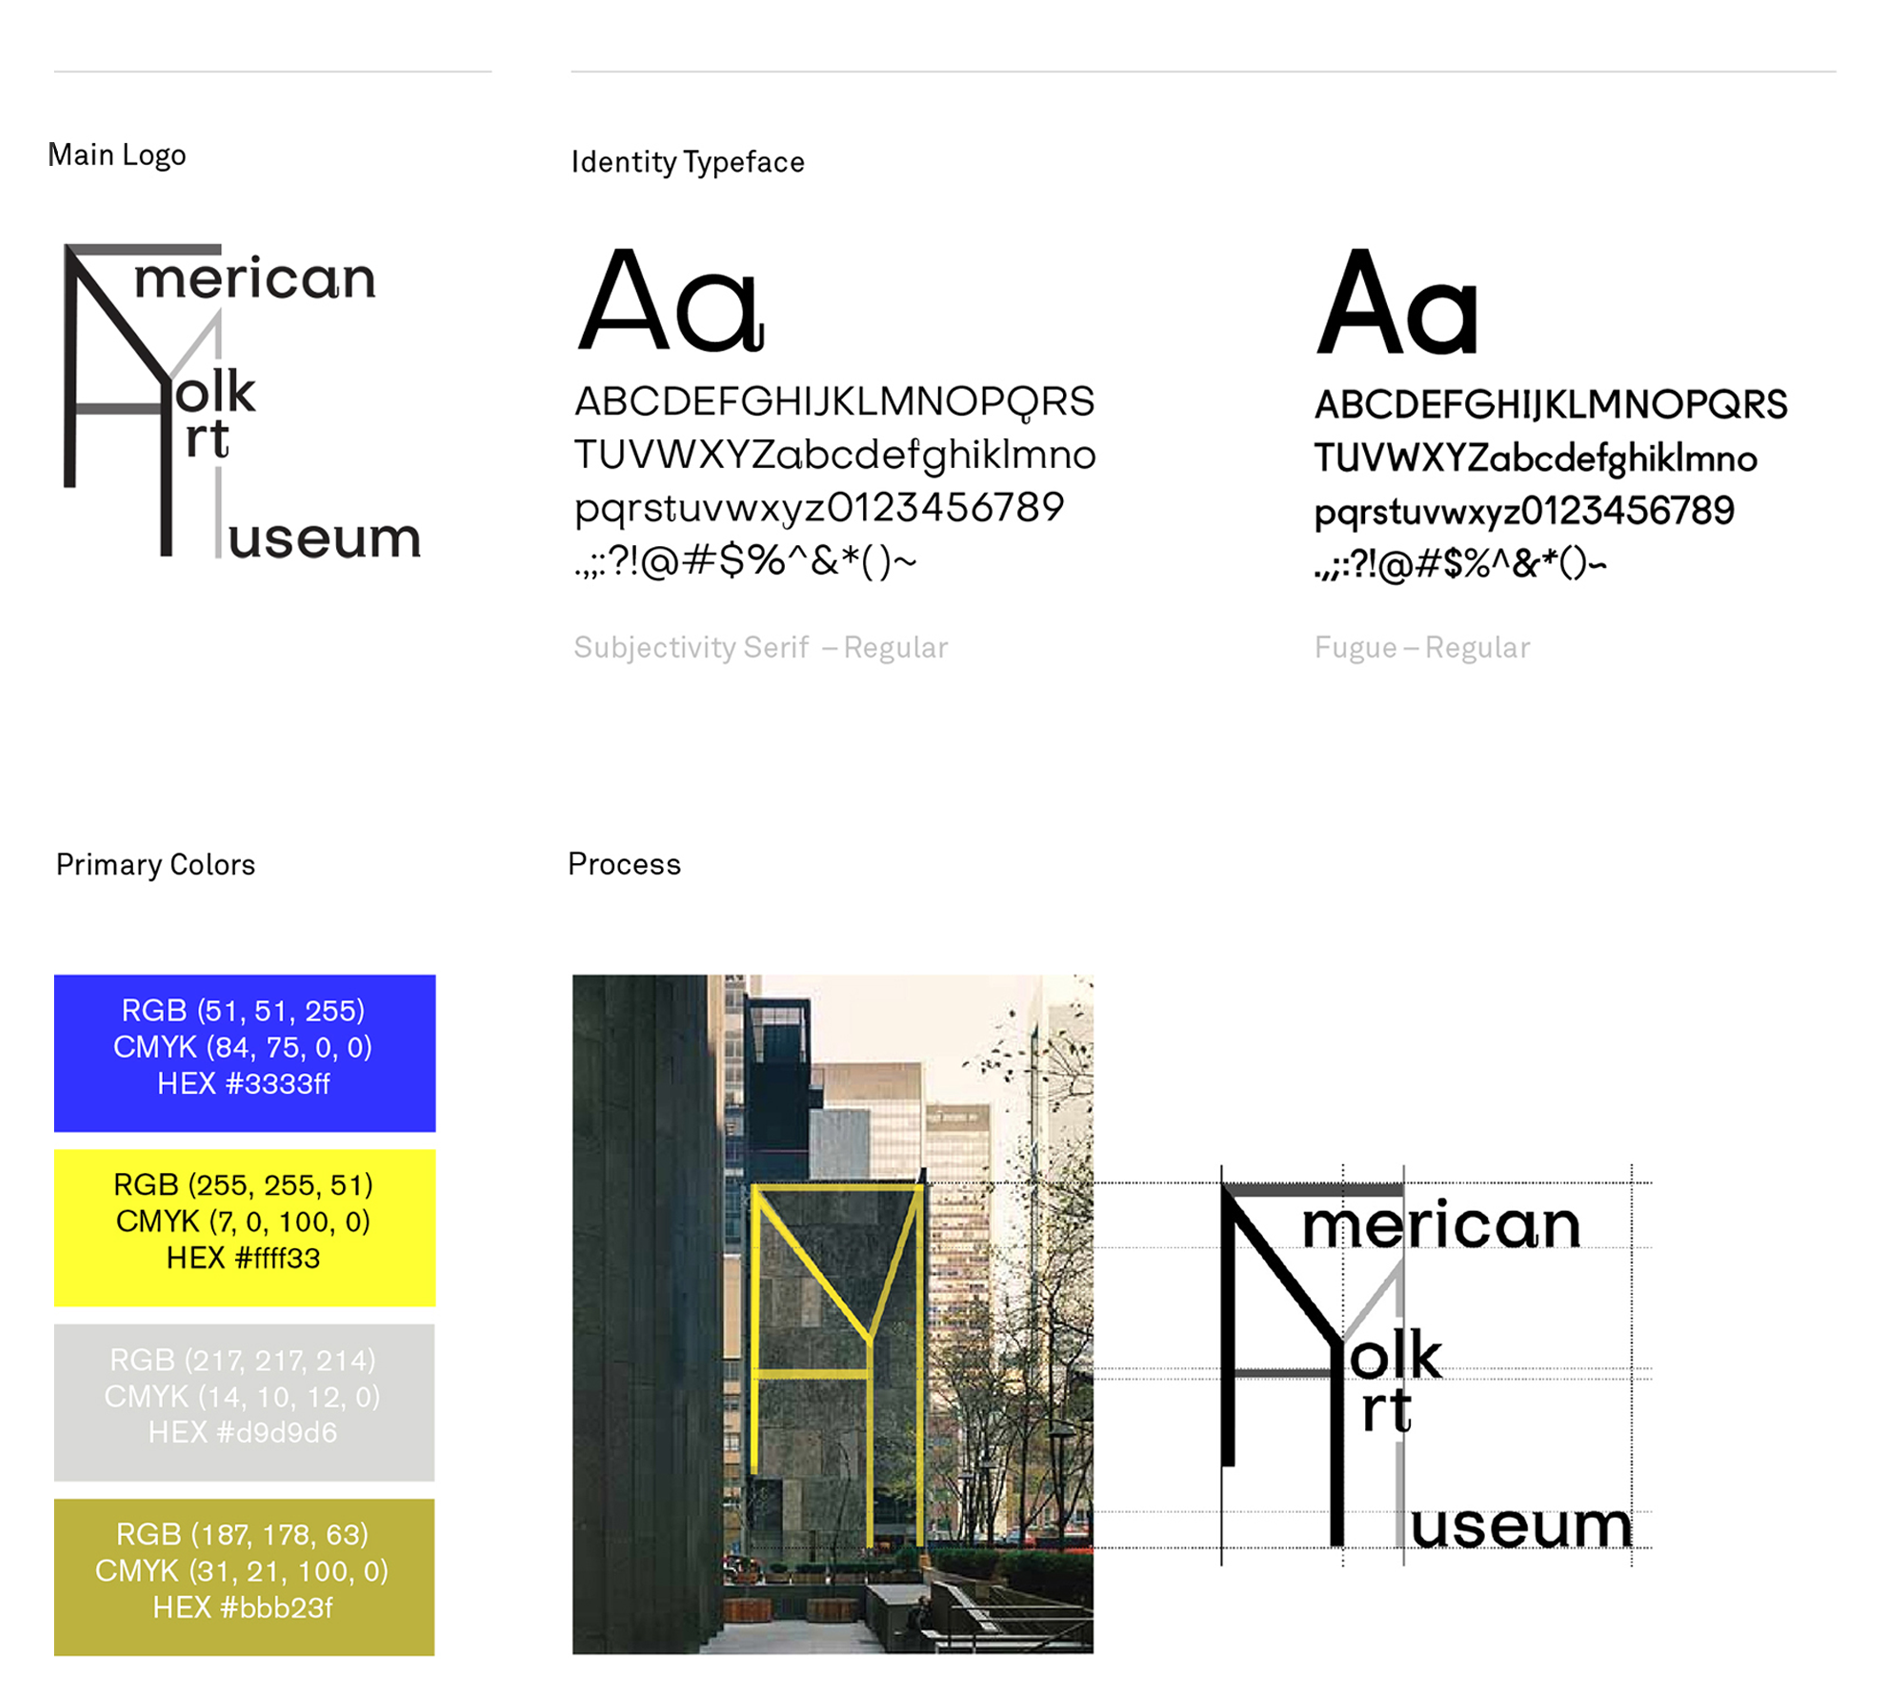 Main Logo
merican
olk
rt
useum
Identity Typeface
Aa
ABCDEFGHIJKLMNOPQRS
TUVWXYZabcdefghiklmno
pqrstuvwxyz0123456789
.,;:?!@#$%^&*()~
Subjectivity Serif – Regular
Aa
ABCDEFGHIJKLMNOPQRS
TUVWXYZabcdefghiklmno
pqrstuvwxyz0123456789
.,;:?!@#$%^&*()~
Fugue – Regular
Primary Colors
RGB (51, 51, 255)
CMYK (84, 75, 0, 0)
HEX #3333ff
RGB (255, 255, 51)
CMYK (7, 0, 100, 0)
HEX #ffff33
RGB (217, 217, 214)
CMYK (14, 10, 12, 0)
HEX #d9d9d6
RGB (187, 178, 63)
CMYK (31, 21, 100, 0)
HEX #bbb23f
Process
merican
olk
rt
useum